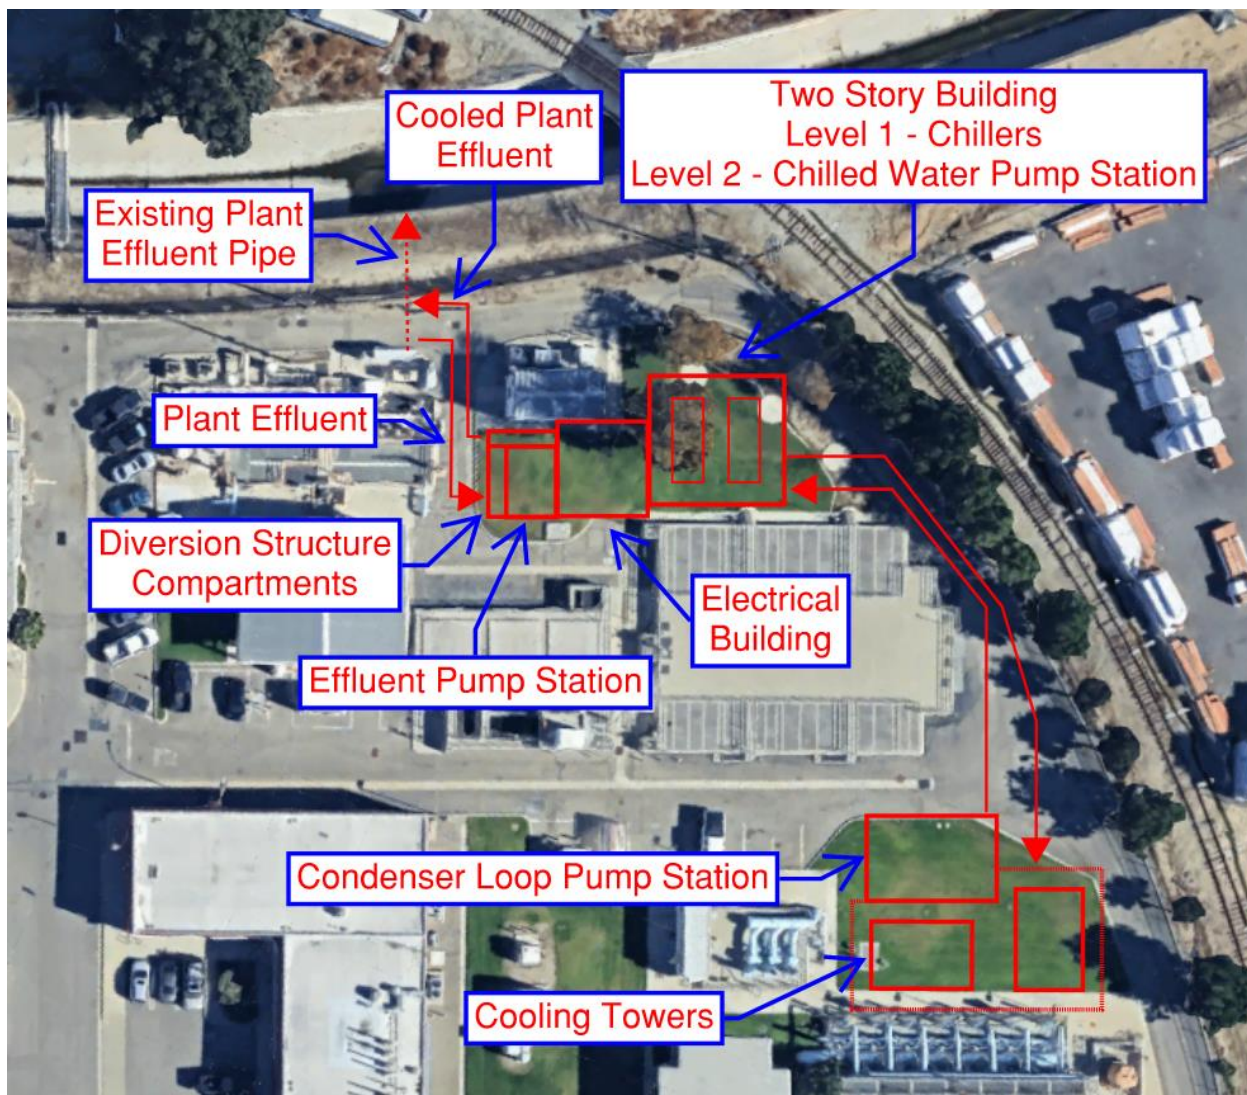 Two Story Building
Level 1 - Chillers
Level 2 - Chilled Water Pump Station
Cooled Plant
Effluent
Existing Plant
Effluent Pipe
Plant Effluent
Diversion Structure
Compartments
Electrical
Building
Effluent Pump Station
Condenser Loop Pump Station
Cooling Towers